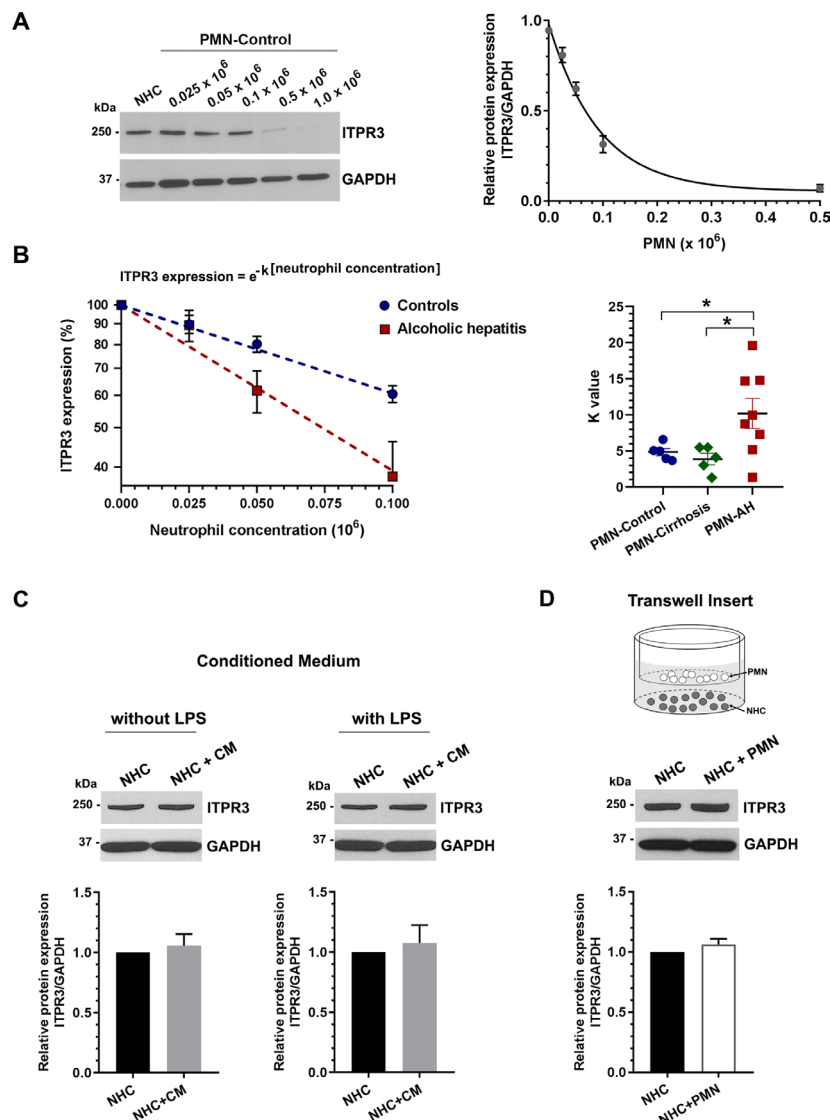 A
PMN-Control
NHC
0.025 x 10⁶
0.05 x 10⁶
0.1 x 10⁶
0.5 x 10⁶
1.0 x 10⁶
kDa
250
ITPR3
37
GAPDH
Relative protein expression
ITPR3/GAPDH
1.0
0.5
0
0.0 0.1 0.2 0.3 0.4 0.5
PMN (x 10⁶)
B
ITPR3 expression = e^-k [neutrophil concentration]
Controls
Alcoholic hepatitis
ITPR3 expression (%)
100
90
80
70
60
50
40
0.000 0.025 0.050 0.075 0.100
Neutrophil concentration (10⁶)
* *
K value
25
20
15
10
5
0
PMN-Control
PMN-Cirrhosis
PMN-AH
C
Conditioned Medium
without LPS
NHC
NHC + CM
kDa
250
ITPR3
37
GAPDH
Relative protein expression
ITPR3/GAPDH
1.5
1.0
0.5
0
NHC
NHC+CM
with LPS
NHC
NHC + CM
kDa
250
ITPR3
37
GAPDH
Relative protein expression
ITPR3/GAPDH
1.5
1.0
0.5
0
NHC
NHC+CM
D
Transwell Insert
PMN
NHC
NHC
NHC + PMN
kDa
250
ITPR3
37
GAPDH
Relative protein expression
ITPR3/GAPDH
1.5
1.0
0.5
0
NHC
NHC+PMN